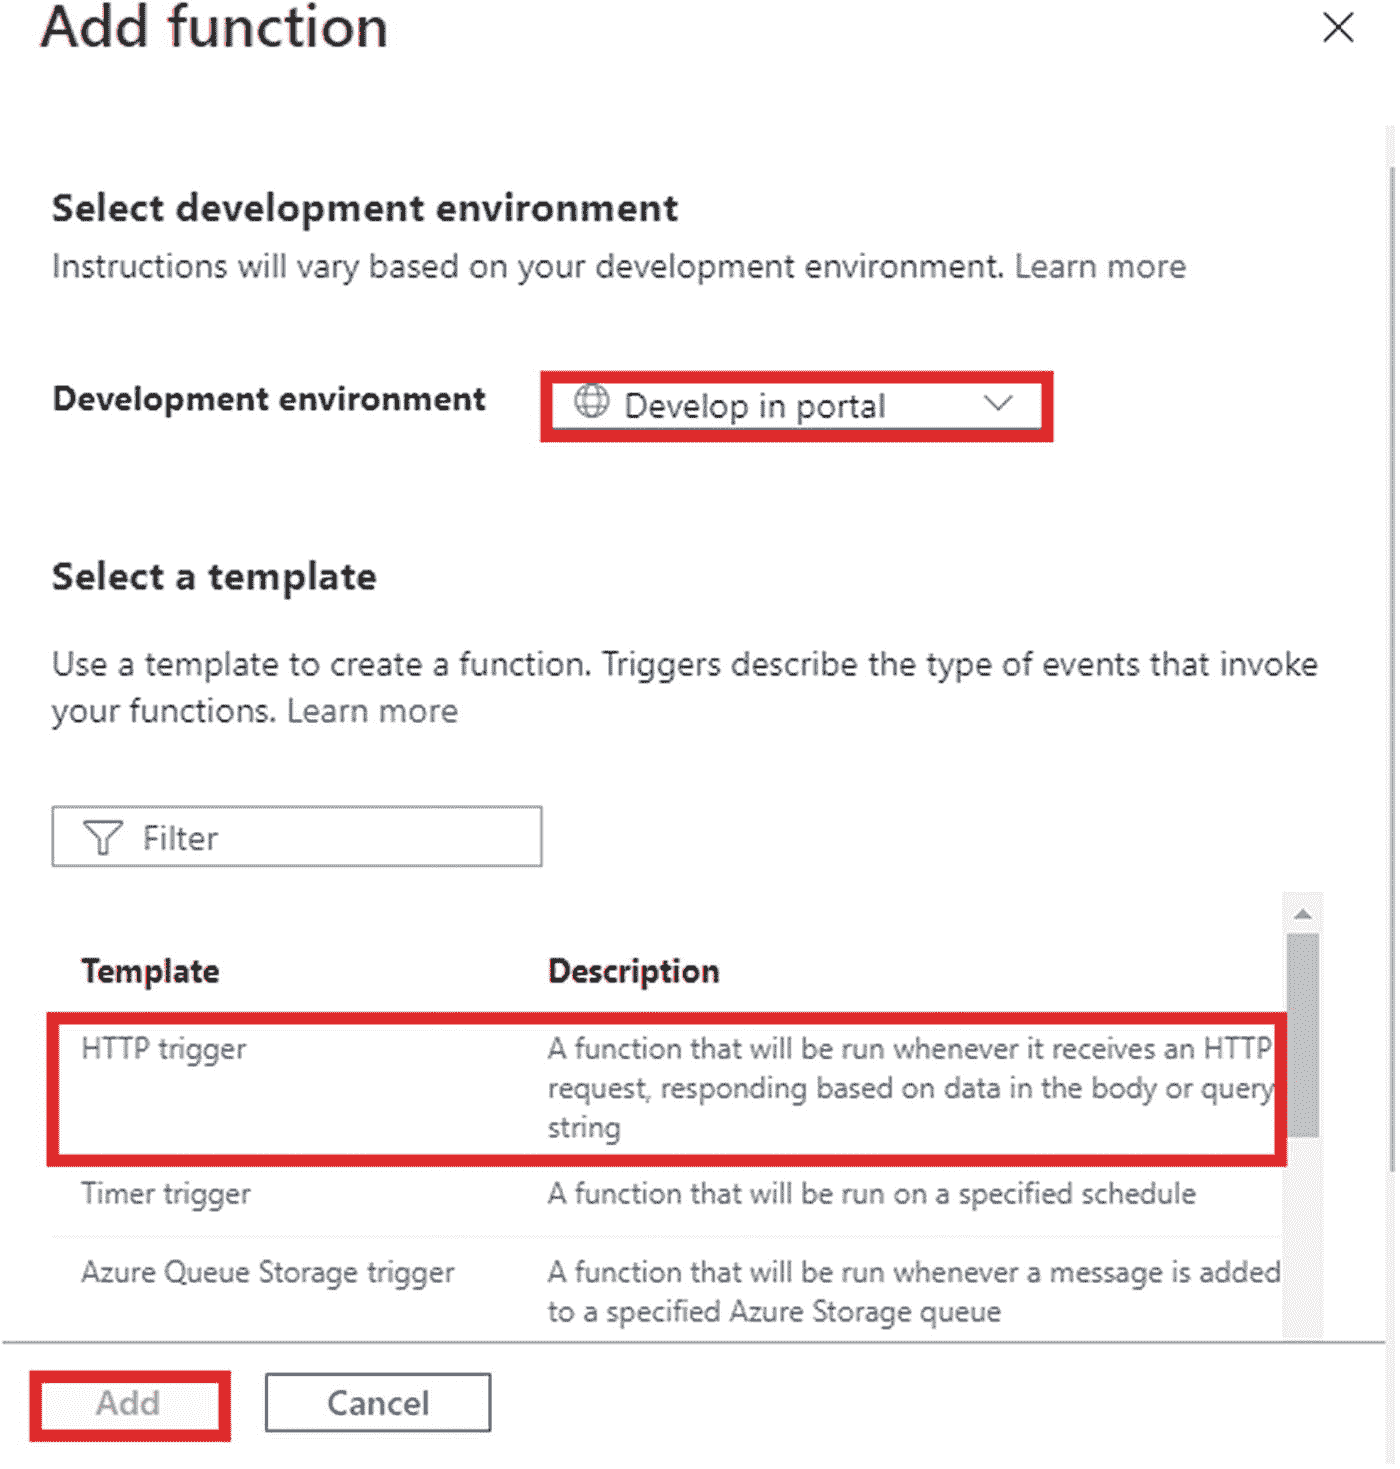 Add function
Select development environment
Instructions will vary based on your development environment. Learn more
Development environment
Develop in portal
Select a template
Use a template to create a function. Triggers describe the type of events that invoke
your functions. Learn more
Filter
Template Description
HTTP trigger A function that will be run whenever it receives an HTTP
request, responding based on data in the body or query
string
Timer trigger A function that will be run on a specified schedule
Azure Queue Storage trigger A function that will be run whenever a message is added
to a specified Azure Storage queue
Add Cancel